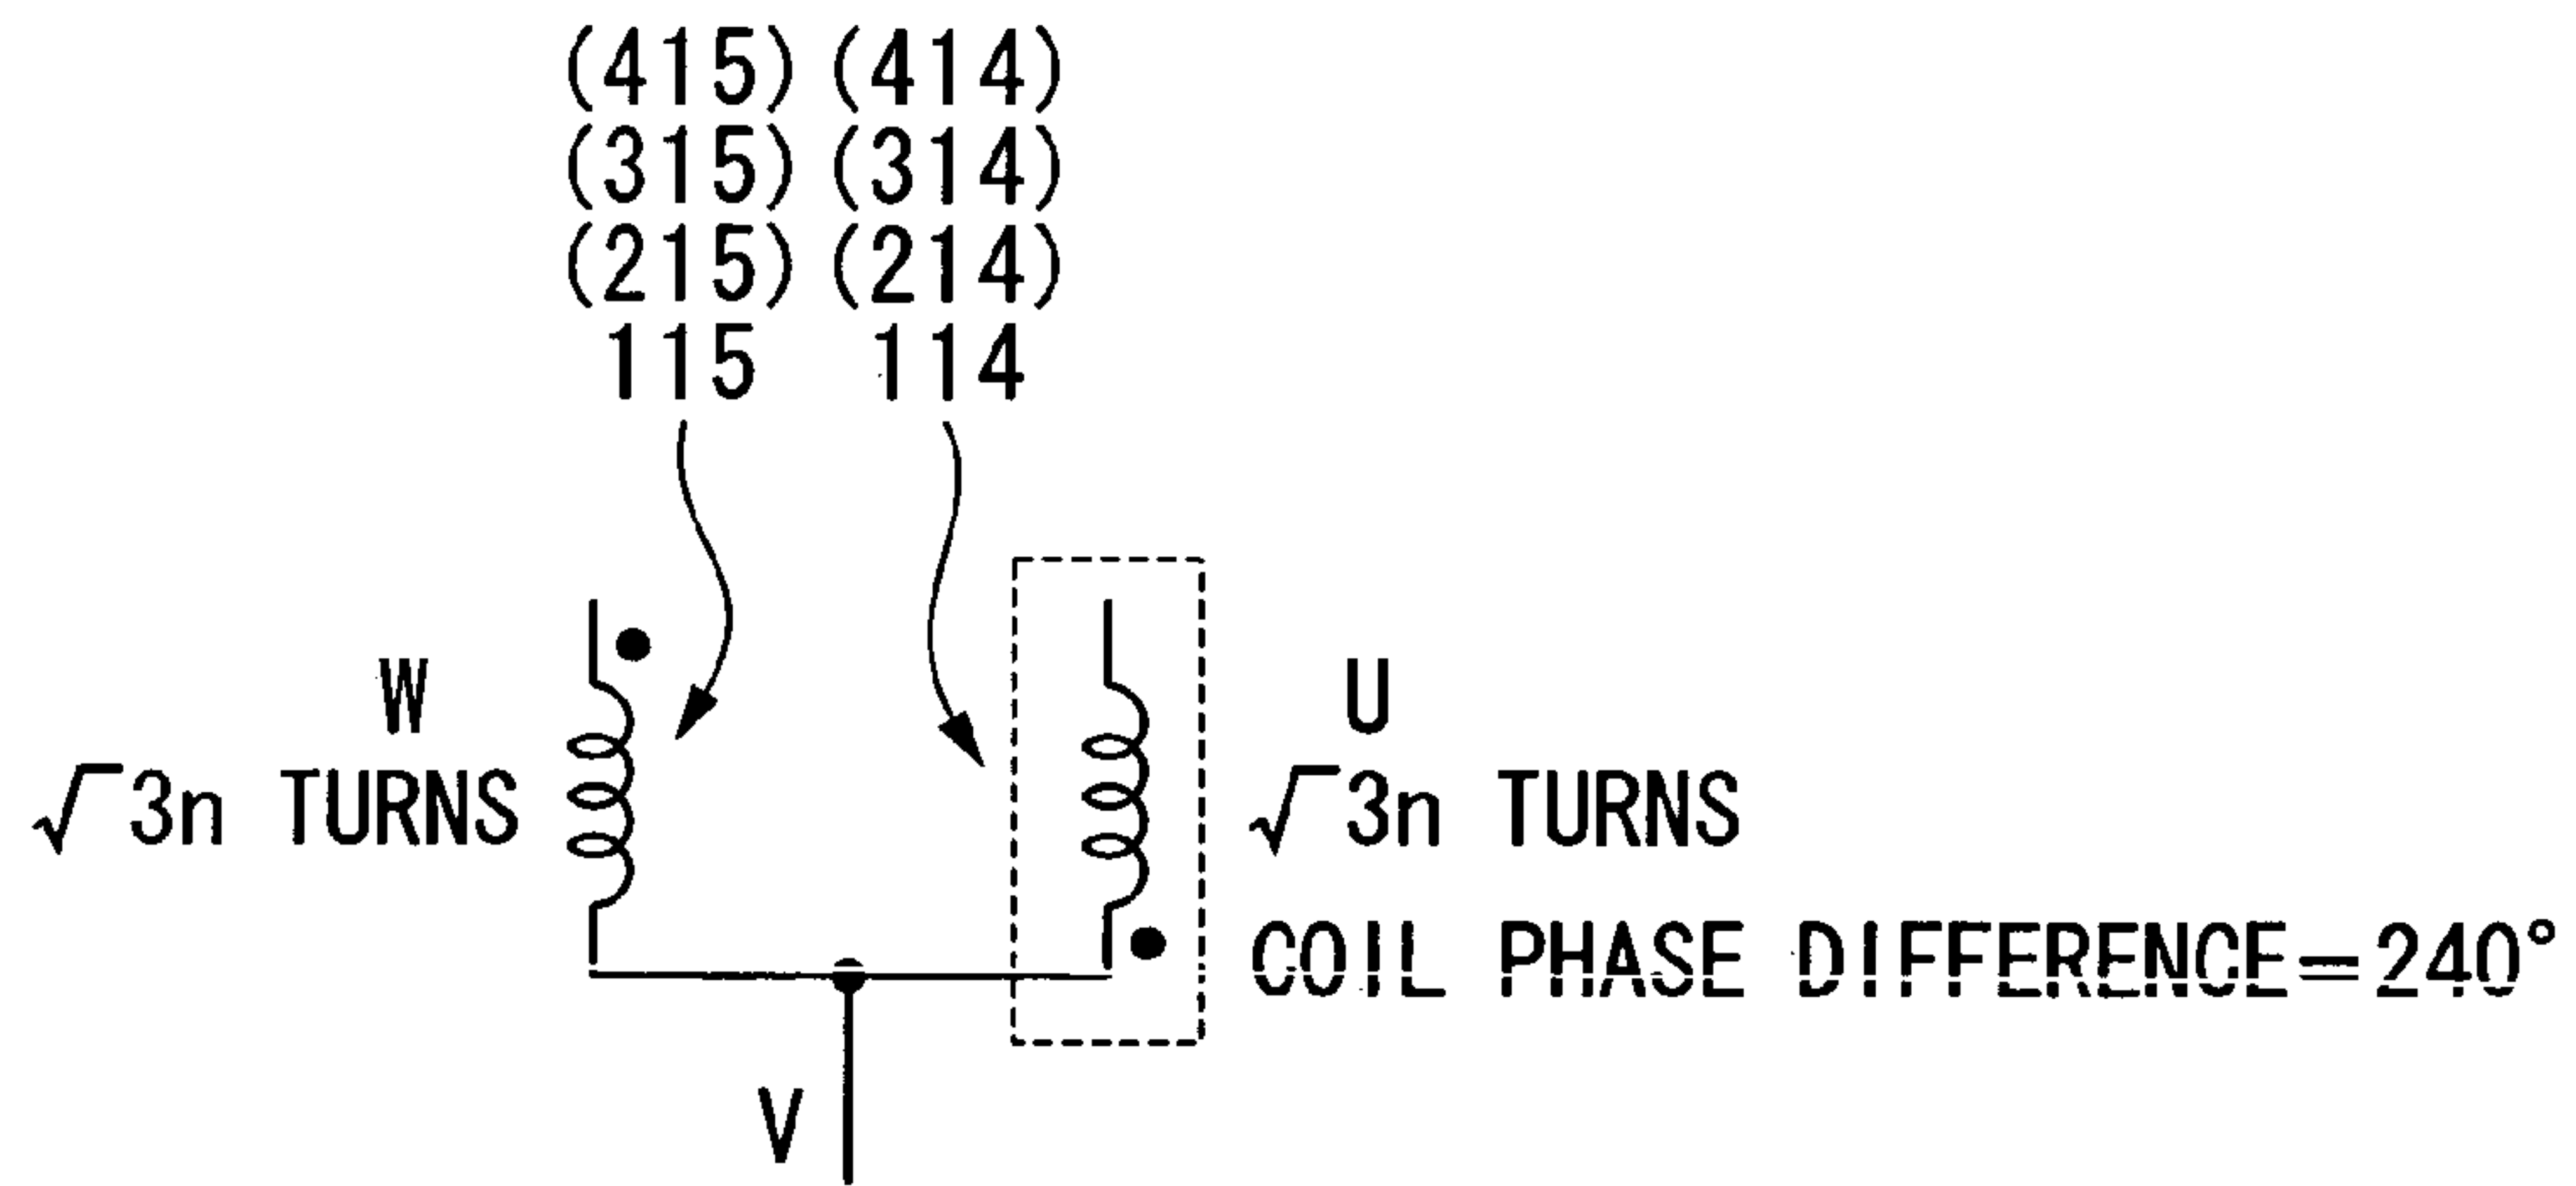 (415) (414)
(315) (314)
(215) (214)
115 114
W
√3n TURNS
U
√3n TURNS
COIL PHASE DIFFERENCE=240°
V